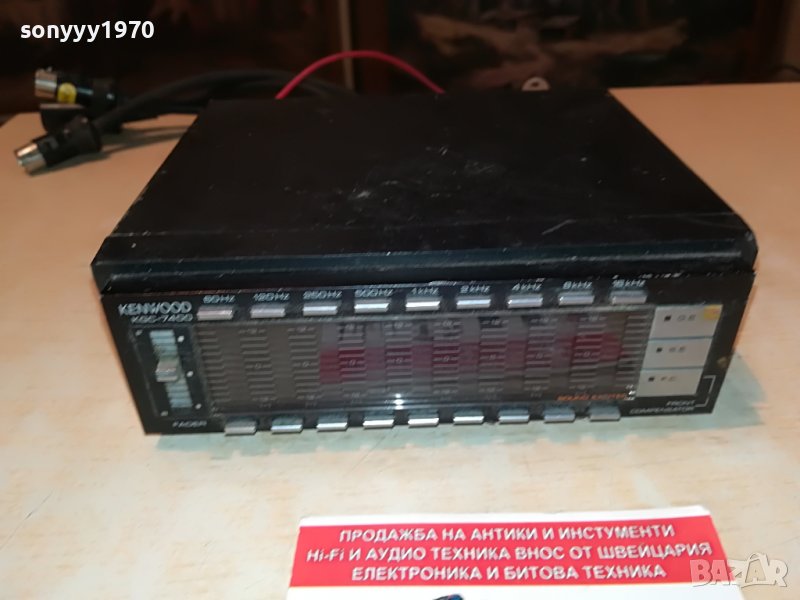 sonyyy1970
60Hz 120Hz 250Hz 500Hz 1kHz 2kHz 4kHz 8kHz 16kHz
KENWOOD
KGC-7400
FADER
FRONT
COMPENSATOR
ПРОДАЖБА НА АНТИКИ И ИНСТУМЕНТИ
Hi-Fi И АУДИО ТЕХНИКА ВНОС ОТ ШВЕЙЦАРИЯ
ЕЛЕКТРОНИКА И БИТОВА ТЕХНИКА
BAZAR